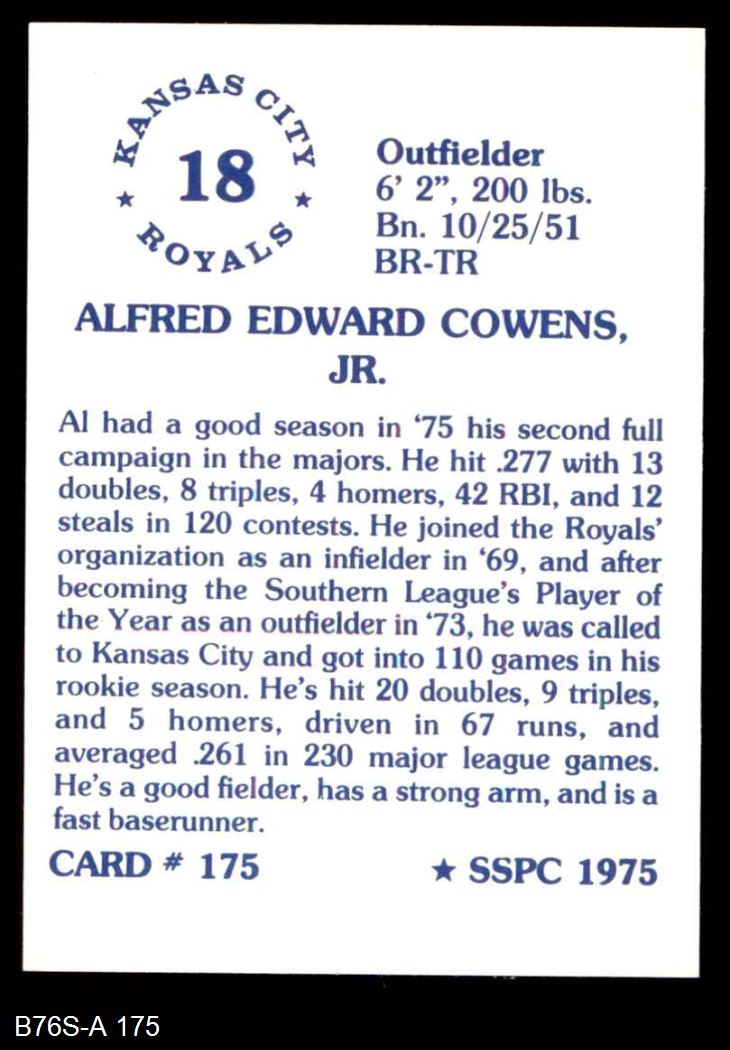 KANSAS CITY
★ 18 ★
ROYALS
Outfielder
6' 2”, 200 lbs.
Bn. 10/25/51
BR-TR
ALFRED EDWARD COWENS,
JR.
Al had a good season in ‘75 his second full
campaign in the majors. He hit .277 with 13
doubles, 8 triples, 4 homers, 42 RBI, and 12
steals in 120 contests. He joined the Royals’
organization as an infielder in ‘69, and after
becoming the Southern League’s Player of
the Year as an outfielder in ‘73, he was called
to Kansas City and got into 110 games in his
rookie season. He’s hit 20 doubles, 9 triples,
and 5 homers, driven in 67 runs, and
averaged .261 in 230 major league games.
He’s a good fielder, has a strong arm, and is a
fast baserunner.
CARD # 175 ★ SSPC 1975
B76S-A 175